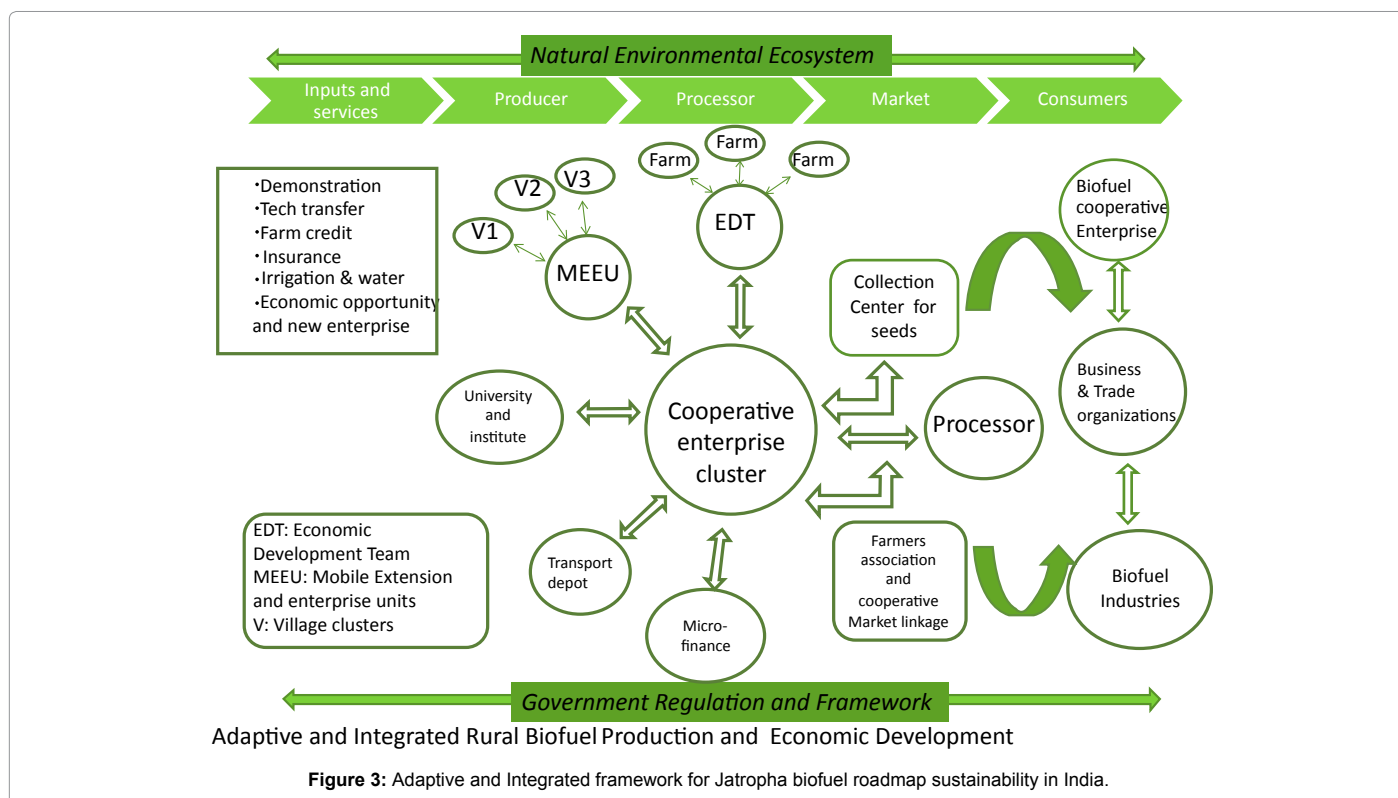 Natural Environmental Ecosystem
Inputs and
services
Producer
Processor
Market
Consumers
·Demonstration
·Tech transfer
·Farm credit
·Insurance
·Irrigation & water
·Economic opportunity
and new enterprise
V1
V2
V3
MEEU
Farm
Farm
Farm
EDT
Collection
Center for
seeds
Biofuel
cooperative
Enterprise
University
and
institute
Cooperative
enterprise
cluster
Processor
Business
& Trade
organizations
EDT: Economic
Development Team
MEEU: Mobile Extension
and enterprise units
V: Village clusters
Transport
depot
Micro-
finance
Farmers
association
and
cooperative
Market linkage
Biofuel
Industries
Government Regulation and Framework
Adaptive and Integrated Rural Biofuel Production and Economic Development
Figure 3: Adaptive and Integrated framework for Jatropha biofuel roadmap sustainability in India.